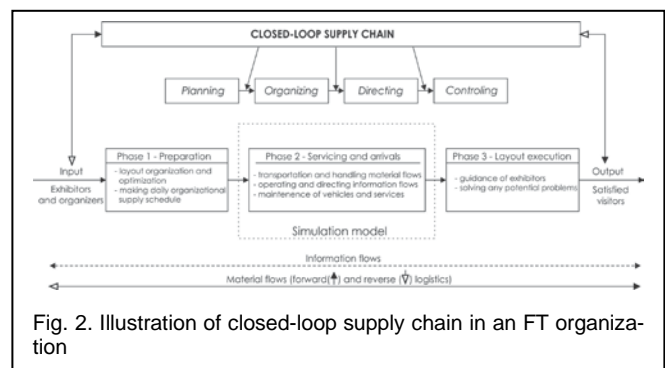 CLOSED-LOOP SUPPLY CHAIN
Planning
Organizing
Directing
Controling
Input
Exhibitors
and organizers
Phase 1 - Preparation
- layout organization and
optimization
- making daily organizational
supply schedule
Phase 2 - Servicing and arrivals
- transportation and handling material flows
- operating and directing information flows
- maintenence of vehicles and services
Simulation model
Phase 3 - Layout execution
- guidance of exhibitors
- solving any potential problems
Output
Satisfied
visitors
Information flows
Material flows (forward( ) and reverse ( ) logistics)
Fig. 2. Illustration of closed-loop supply chain in an FT organiza-
tion